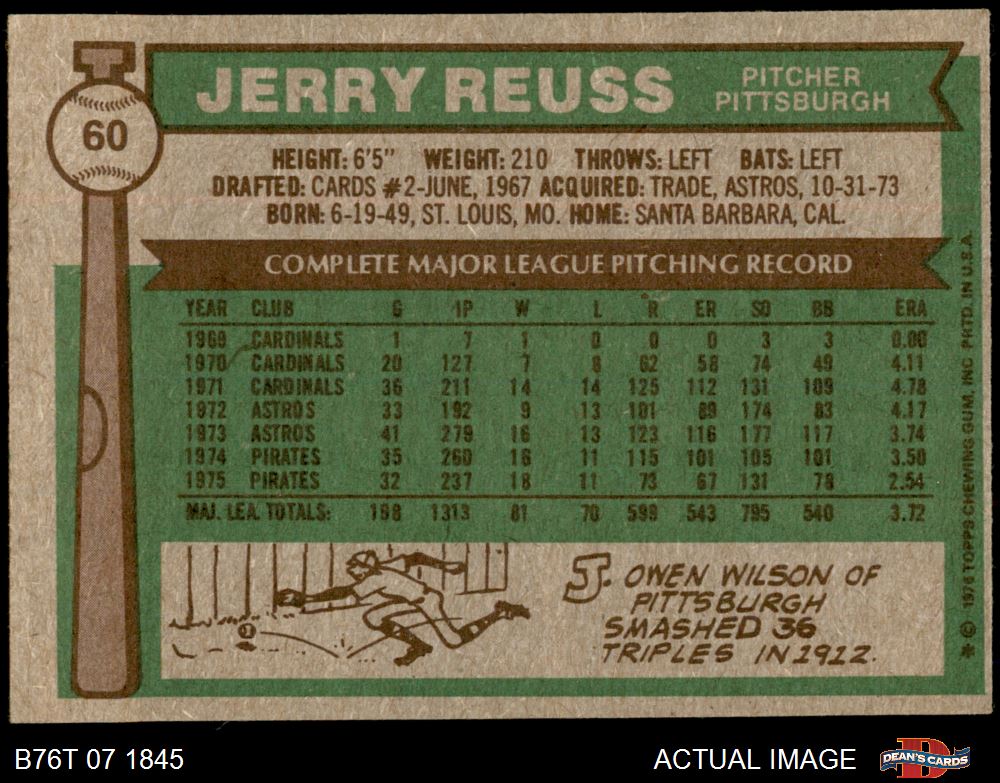 60
JERRY REUSS
PITCHER
PITTSBURGH
HEIGHT: 6'5" WEIGHT: 210 THROWS: LEFT BATS: LEFT
DRAFTED: CARDS #2-JUNE, 1967 ACQUIRED: TRADE, ASTROS, 10-31-73
BORN: 6-19-49, ST. LOUIS, MO. HOME: SANTA BARBARA, CAL.
COMPLETE MAJOR LEAGUE PITCHING RECORD
YEAR CLUB G IP W L R ER SO BB ERA
1969 CARDINALS 1 7 1 0 0 0 3 3 0.00
1970 CARDINALS 20 127 7 8 62 58 74 49 4.11
1971 CARDINALS 36 211 14 14 125 112 131 109 4.78
1972 ASTROS 33 192 9 13 101 89 174 83 4.17
1973 ASTROS 41 279 16 13 123 116 177 117 3.74
1974 PIRATES 35 260 16 11 115 101 105 101 3.50
1975 PIRATES 32 237 18 11 73 67 131 78 2.54
MAJ. LEA. TOTALS: 198 1313 81 70 599 543 795 540 3.72
J. OWEN WILSON OF
PITTSBURGH
SMASHED 36
TRIPLES IN 1912.
* © 1976 TOPPS CHEWING GUM, INC. PRTD. IN U.S.A.
B76T 07 1845
ACTUAL IMAGE
DEAN'S CARDS